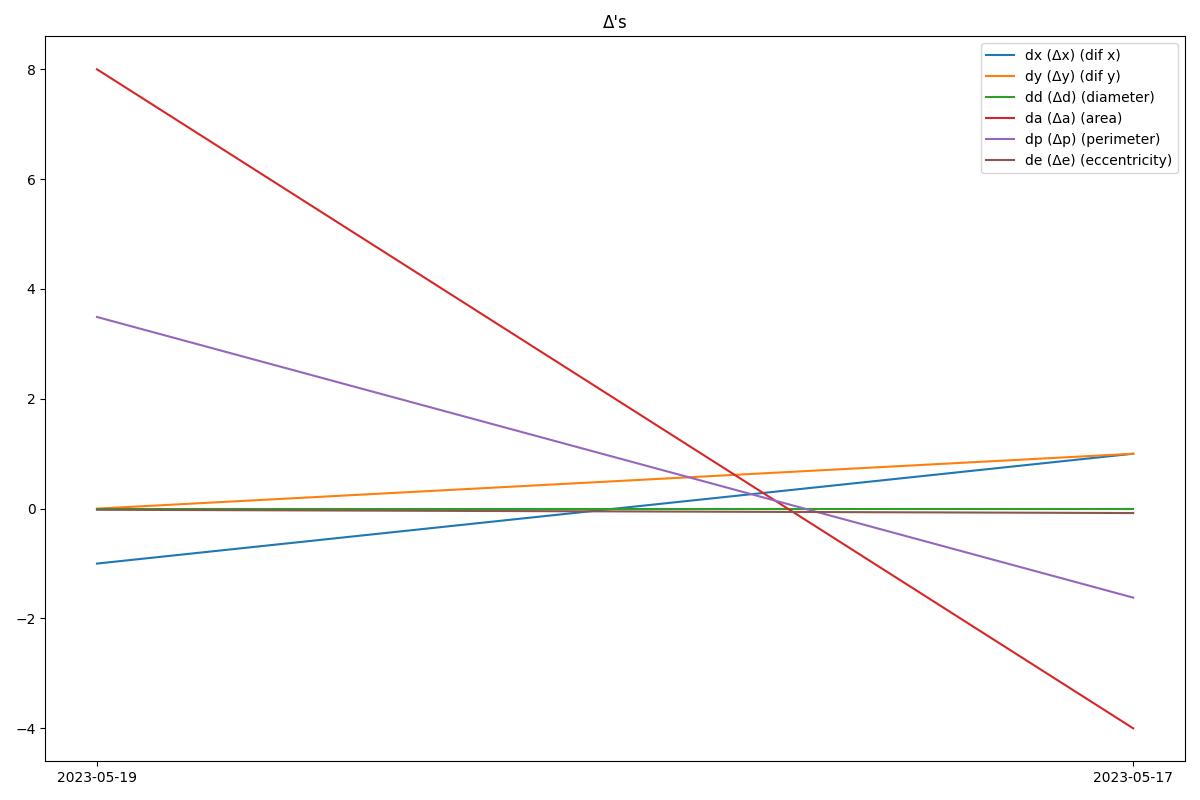 Δ's
dx (Δx) (dif x)
dy (Δy) (dif y)
dd (Δd) (diameter)
da (Δa) (area)
dp (Δp) (perimeter)
de (Δe) (eccentricity)
8
6
4
2
0
−2
−4
2023-05-19
2023-05-17